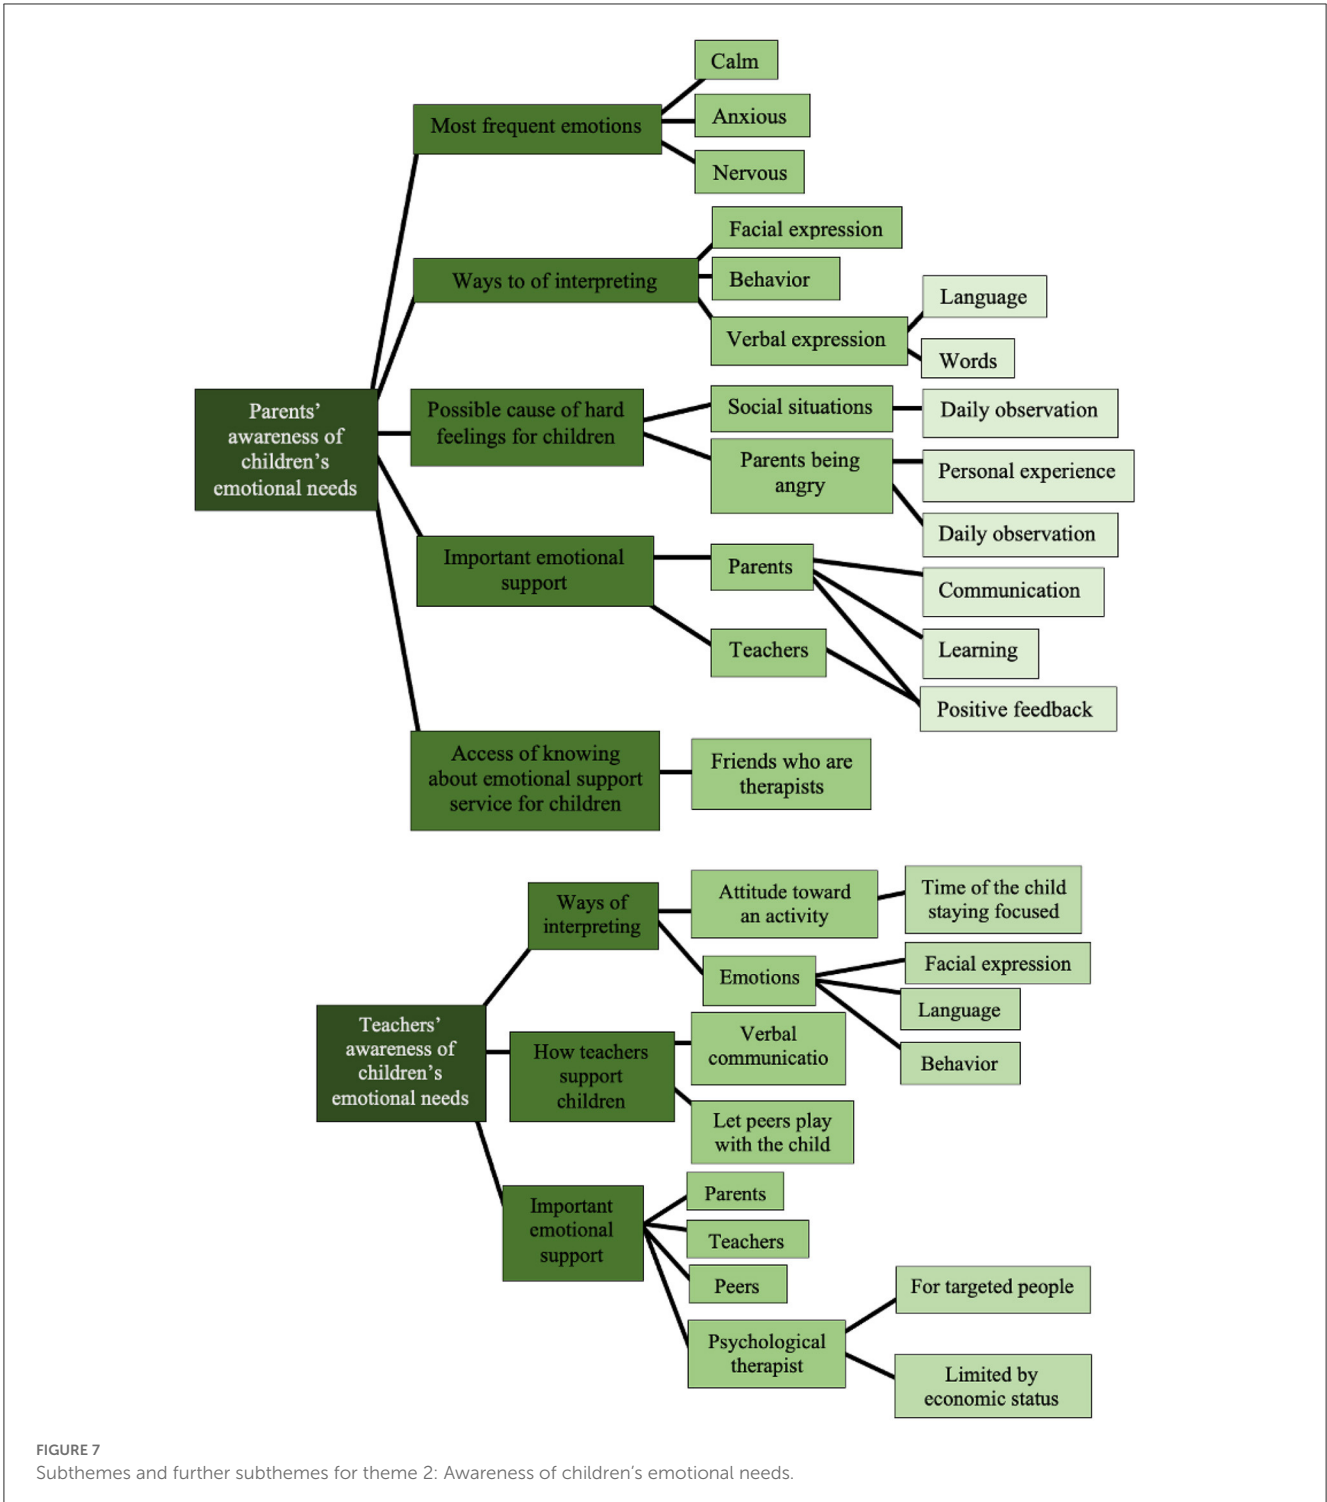 Calm
Most frequent emotions
Anxious
Nervous
Facial expression
Ways to of interpreting
Behavior
Verbal expression
Language
Words
Parents’
awareness of
children’s
emotional needs
Possible cause of hard
feelings for children
Social situations
Daily observation
Parents being
angry
Personal experience
Daily observation
Important emotional
support
Parents
Communication
Learning
Teachers
Positive feedback
Access of knowing
about emotional support
service for children
Friends who are
therapists
Ways of
interpreting
Attitude toward
an activity
Time of the child
staying focused
Emotions
Facial expression
Language
Behavior
Teachers’
awareness of
children’s
emotional needs
How teachers
support
children
Verbal
communicatio
Let peers play
with the child
Important
emotional
support
Parents
Teachers
Peers
Psychological
therapist
For targeted people
Limited by
economic status
FIGURE 7
Subthemes and further subthemes for theme 2: Awareness of children’s emotional needs.